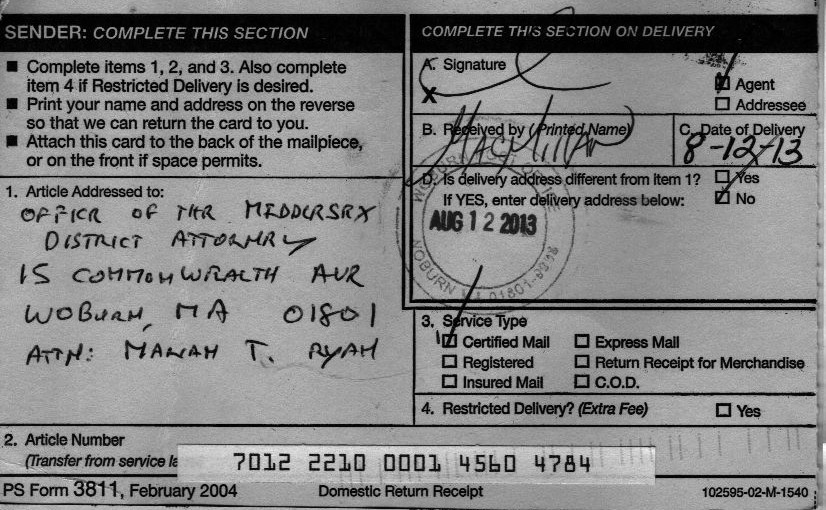 SENDER: COMPLETE THIS SECTION
■ Complete items 1, 2, and 3. Also complete
item 4 if Restricted Delivery is desired.
■ Print your name and address on the reverse
so that we can return the card to you.
■ Attach this card to the back of the mailpiece,
or on the front if space permits.
1. Article Addressed to:
OFFICE OF THE MIDDLESEX
DISTRICT ATTORNEY
15 COMMONWEALTH AVE
WOBURN, MA 01801
ATTN: T. RYAN
2. Article Number
(Transfer from service la
7012 2210 0001 4560 4784
PS Form 3811, February 2004
Domestic Return Receipt
102595-02-M-1540
COMPLETE THIS SECTION ON DELIVERY
A. Signature
X
☑ Agent
☐ Addressee
B. Received by (Printed Name)
MacMillan
C. Date of Delivery
8-12-13
D. Is delivery address different from item 1? ☐ Yes
If YES, enter delivery address below: ☑ No
WOBURN
AUG 12 2013
WOBURN MA 01801
3. Service Type
☑ Certified Mail ☐ Express Mail
☐ Registered ☐ Return Receipt for Merchandise
☐ Insured Mail ☐ C.O.D.
4. Restricted Delivery? (Extra Fee) ☐ Yes